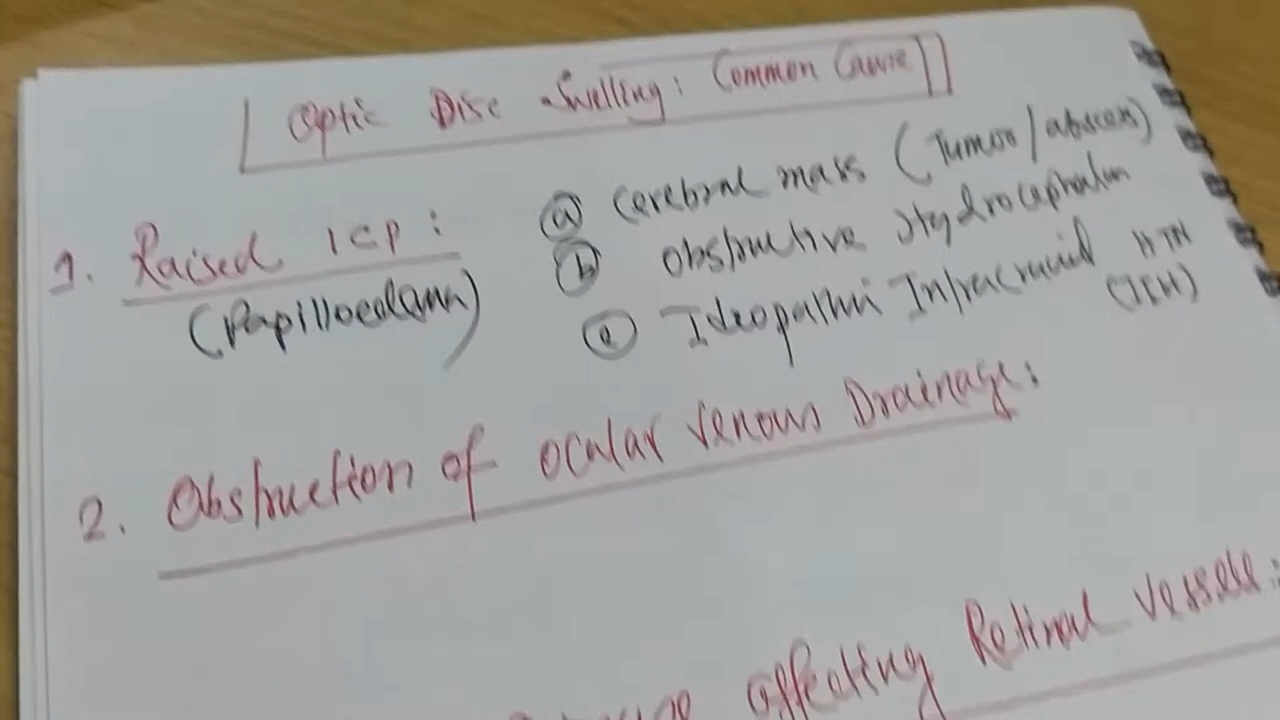 Optic Disc Swelling: Common Cause
1. Raised ICP:
(Papilloedema)
(a) Cerebral mass (Tumor/abscess)
(b) Obstructive Hydrocephalus
(c) Ideopathi Intracranial HTN
(IIH)
2. Obstruction of ocular venous Drainage:
affecting Retinal Vessels: